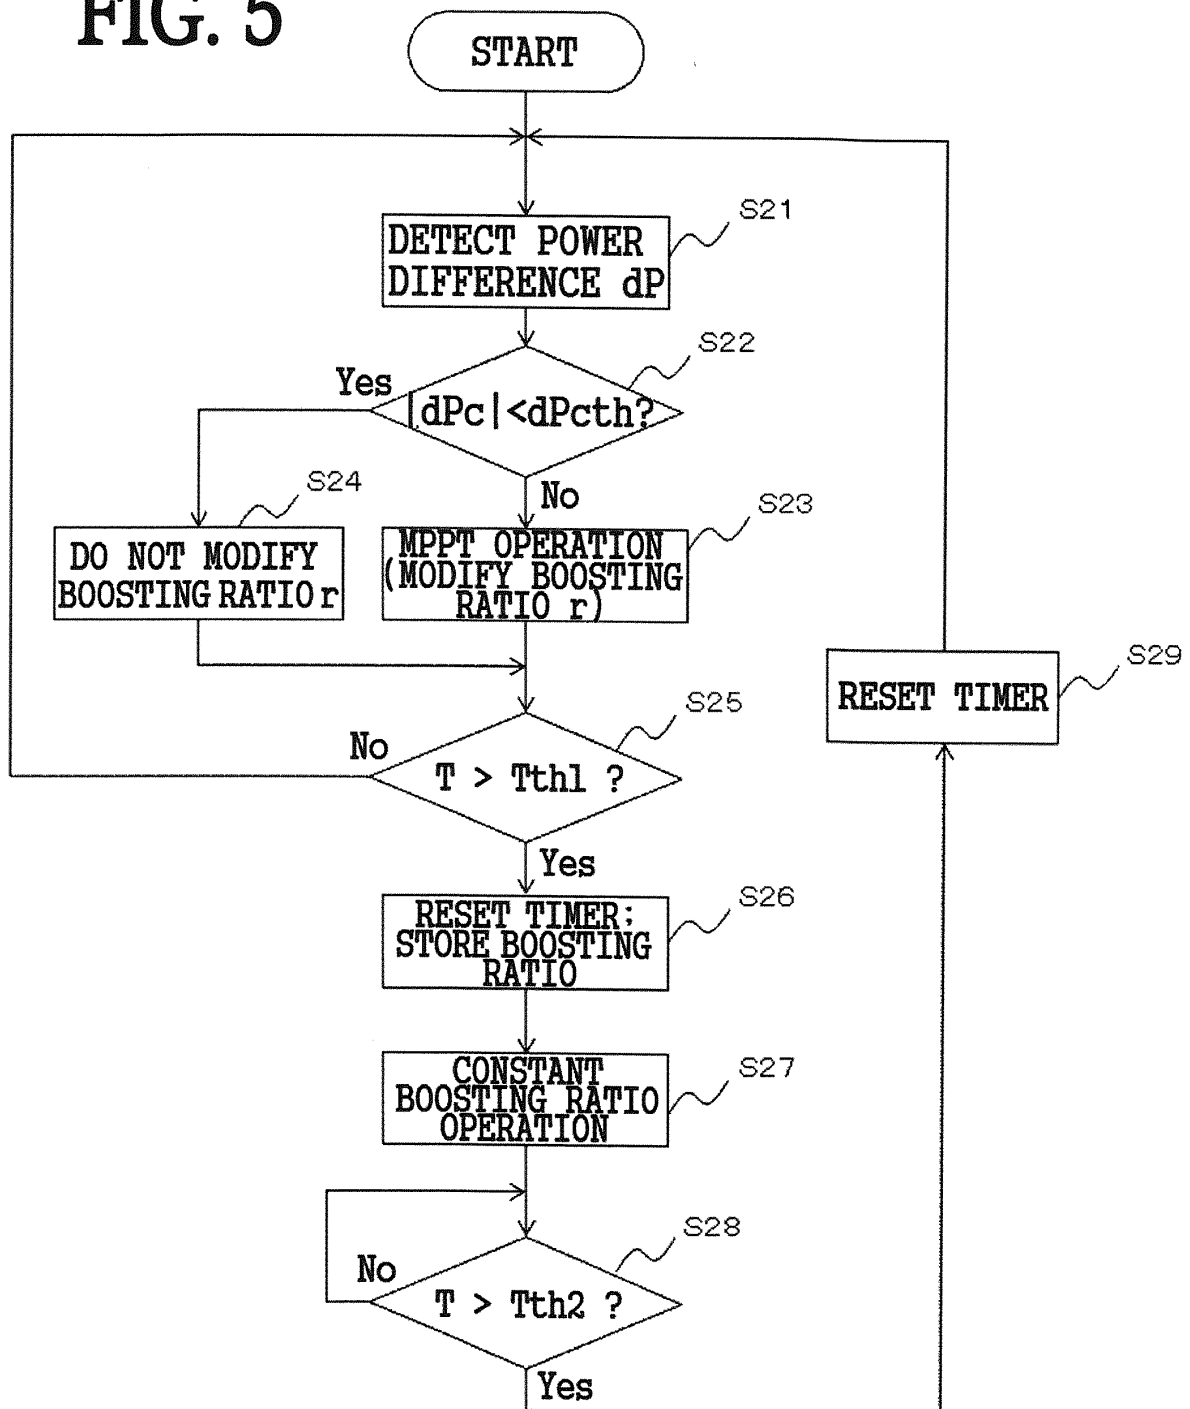 FIG. 5
START
S21
DETECT POWER
DIFFERENCE dP
S22
Yes
|dPc|<dPcth?
S24
No
S23
DO NOT MODIFY
BOOSTING RATIO r
MPPT OPERATION
(MODIFY BOOSTING
RATIO r)
S29
RESET TIMER
S25
No
T > Tth1 ?
Yes
S26
RESET TIMER;
STORE BOOSTING
RATIO
S27
CONSTANT
BOOSTING RATIO
OPERATION
S28
No
T > Tth2 ?
Yes